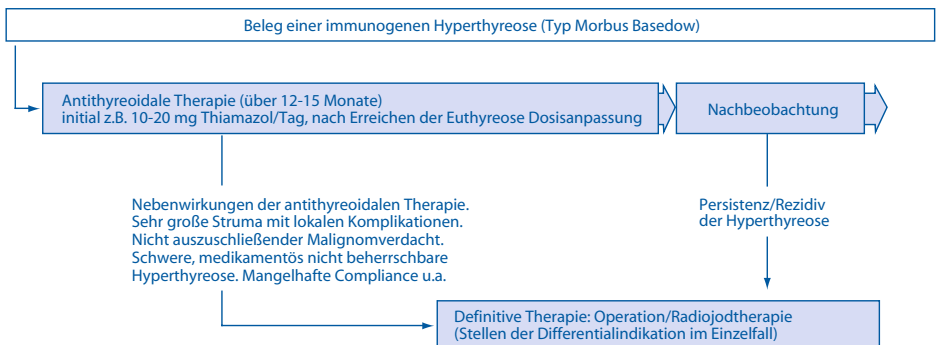 Beleg einer immunogenen Hyperthyreose (Typ Morbus Basedow)
Antithyreoidale Therapie (über 12-15 Monate)
initial z.B. 10-20 mg Thiamazol/Tag, nach Erreichen der Euthyreose Dosisanpassung
Nachbeobachtung
Nebenwirkungen der antithyreoidalen Therapie.
Sehr große Struma mit lokalen Komplikationen.
Nicht auszuschließender Malignomverdacht.
Schwere, medikamentös nicht beherrschbare
Hyperthyreose. Mangelhafte Compliance u.a.
Persistenz/Rezidiv
der Hyperthyreose
Definitive Therapie: Operation/Radiojodtherapie
(Stellen der Differentialindikation im Einzelfall)